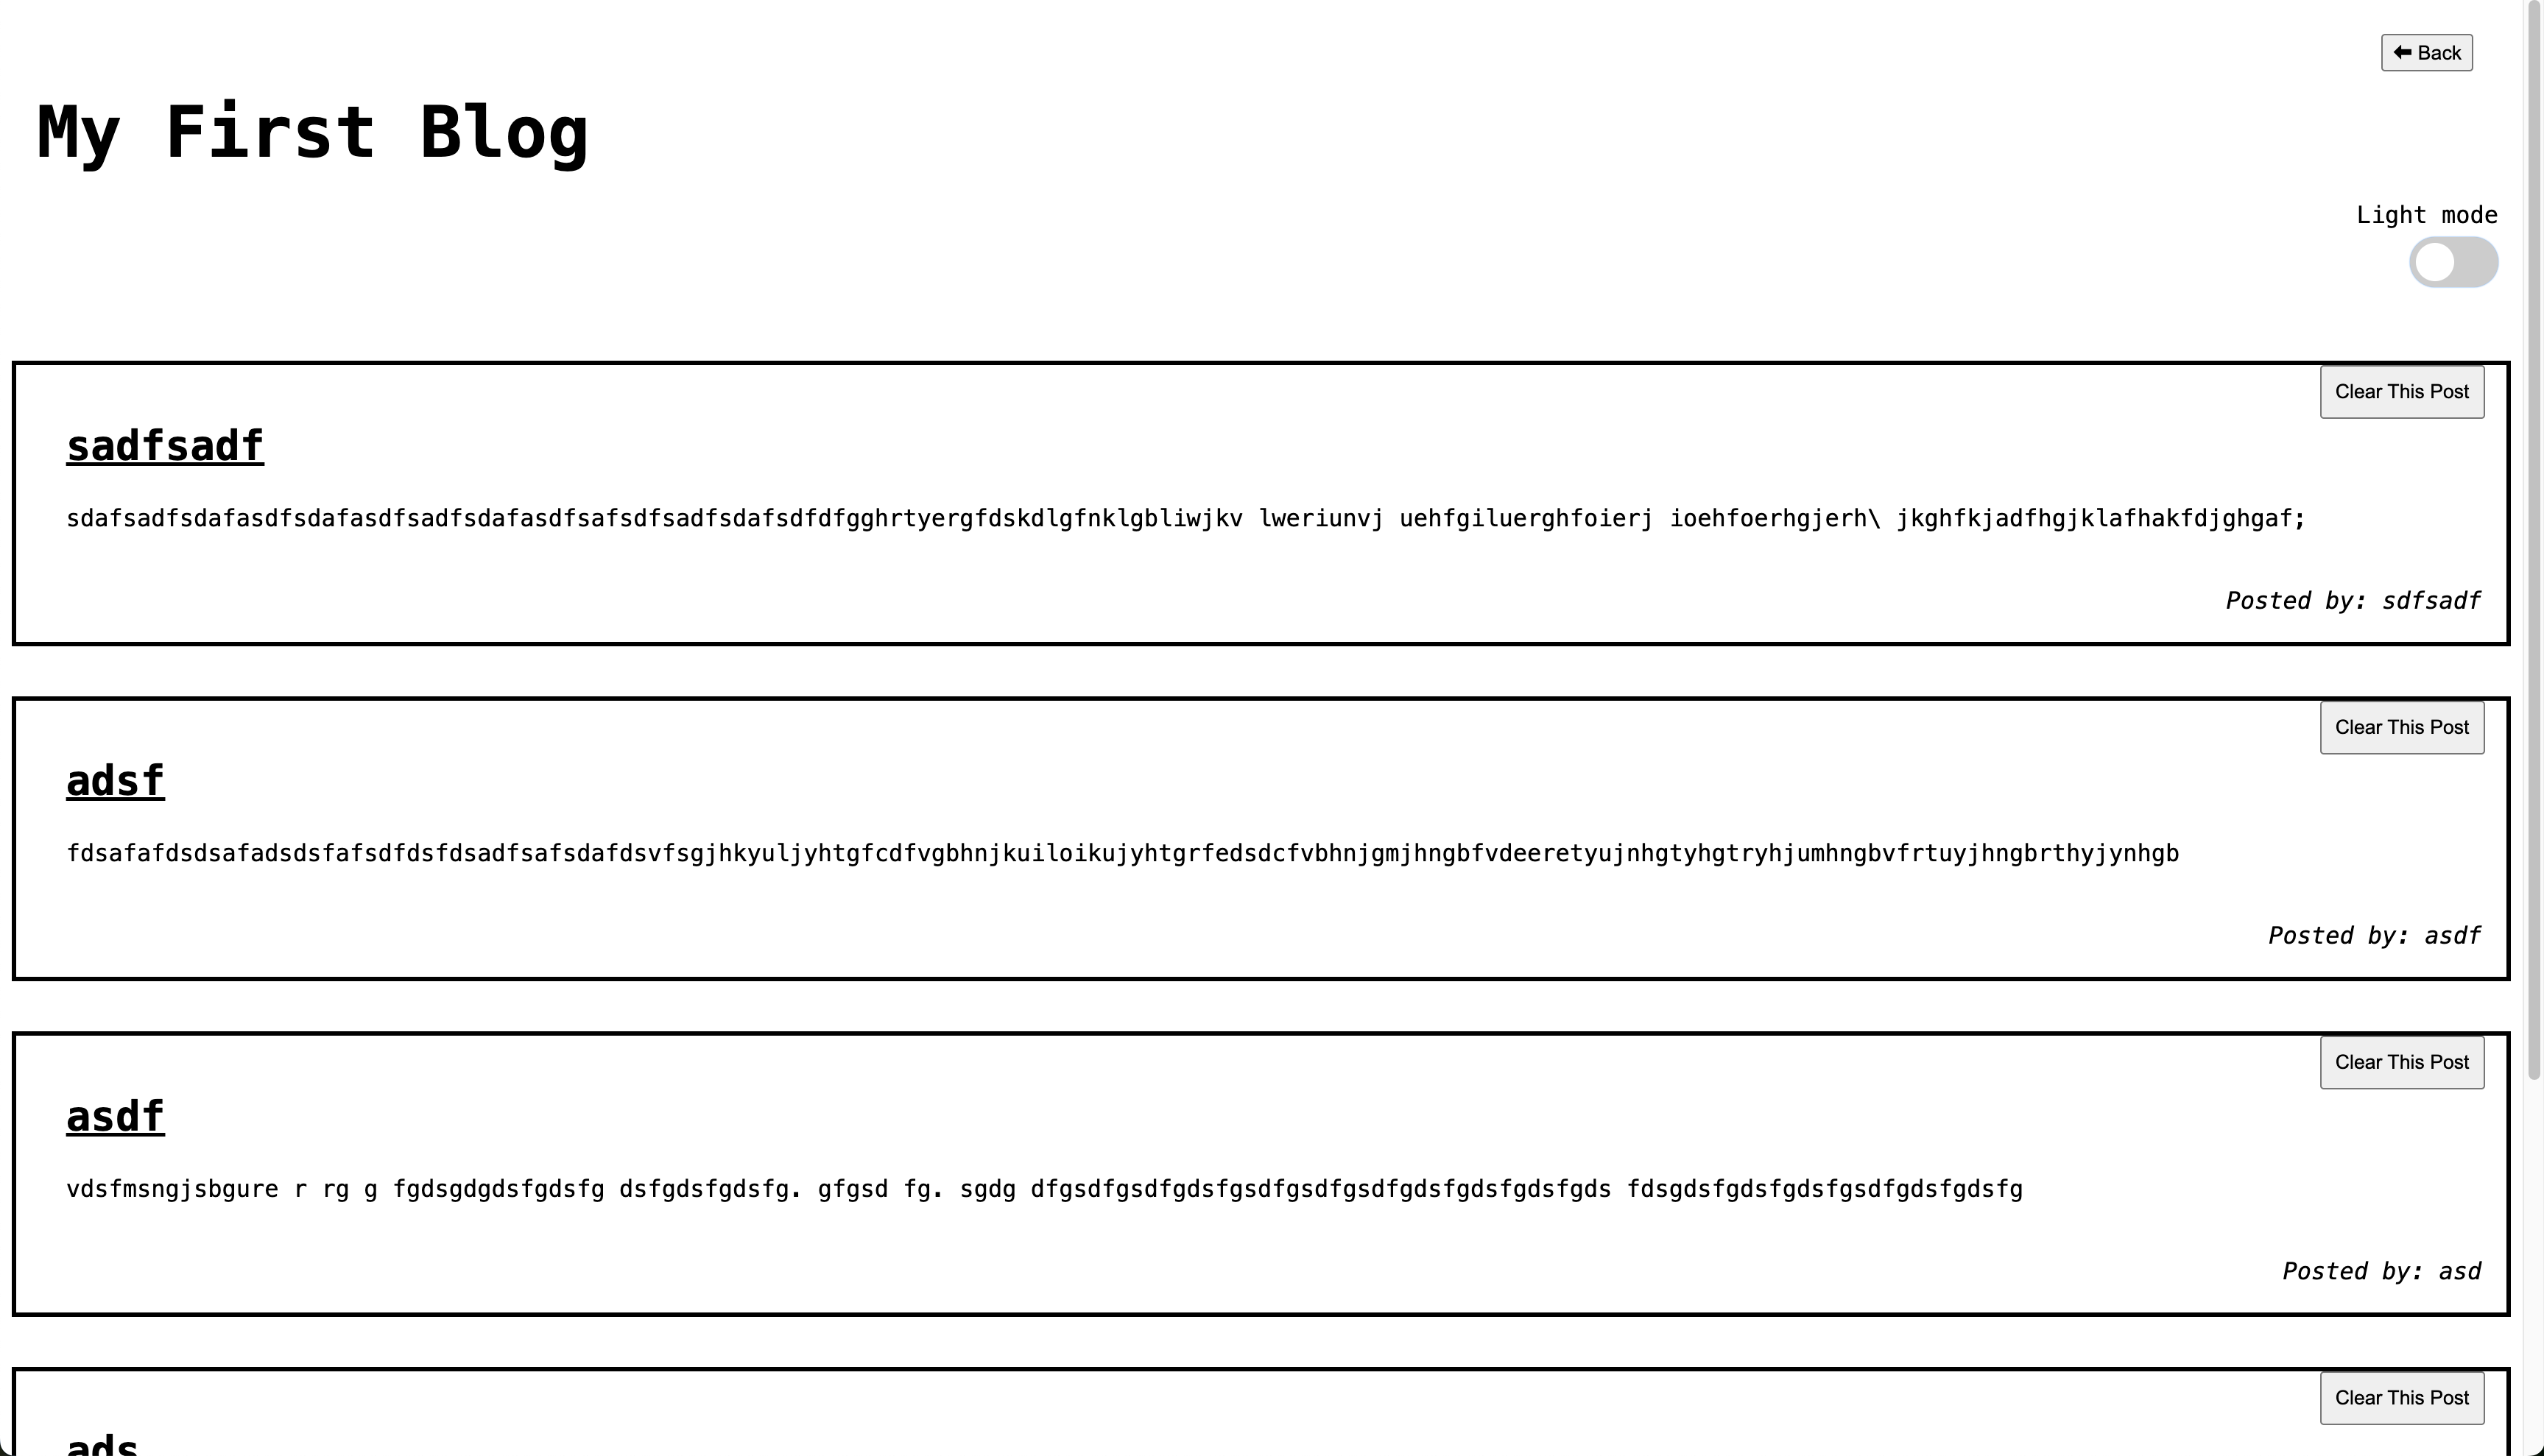 ⬅ Back
My First Blog
Light mode
Clear This Post
sadfsadf
sdafsadfsdafasdfsdafasdfsadfsdafasdfsafsdfsadfsdafsdfdfgghrtyergfdskdlgfnklgbliwjkv lweriunvj uehfgiluerghfoierj ioehfoerhgjerh\ jkghfkjadfhgjklafhakfdjghgaf;
Posted by: sdfsadf
Clear This Post
adsf
fdsafafdsdsafadsdsfafsdfdsfdsadfsafsdafdsvfsgjhkyuljyhtgfcdfvgbhnjkuiloikujyhtgrfedsdcfvbhnjgmjhngbfvdeeretyujnhgtyhgtryhjumhngbvfrtuyjhngbrthyjynhgb
Posted by: asdf
Clear This Post
asdf
vdsfmsngjsbgure r rg g fgdsgdgdsfgdsfg dsfgdsfgdsfg. gfgsd fg. sgdg dfgsdfgsdfgdsfgsdfgsdfgsdfgdsfgdsfgdsfgds fdsgdsfgdsfgdsfgsdfgdsfgdsfg
Posted by: asd
Clear This Post
ads